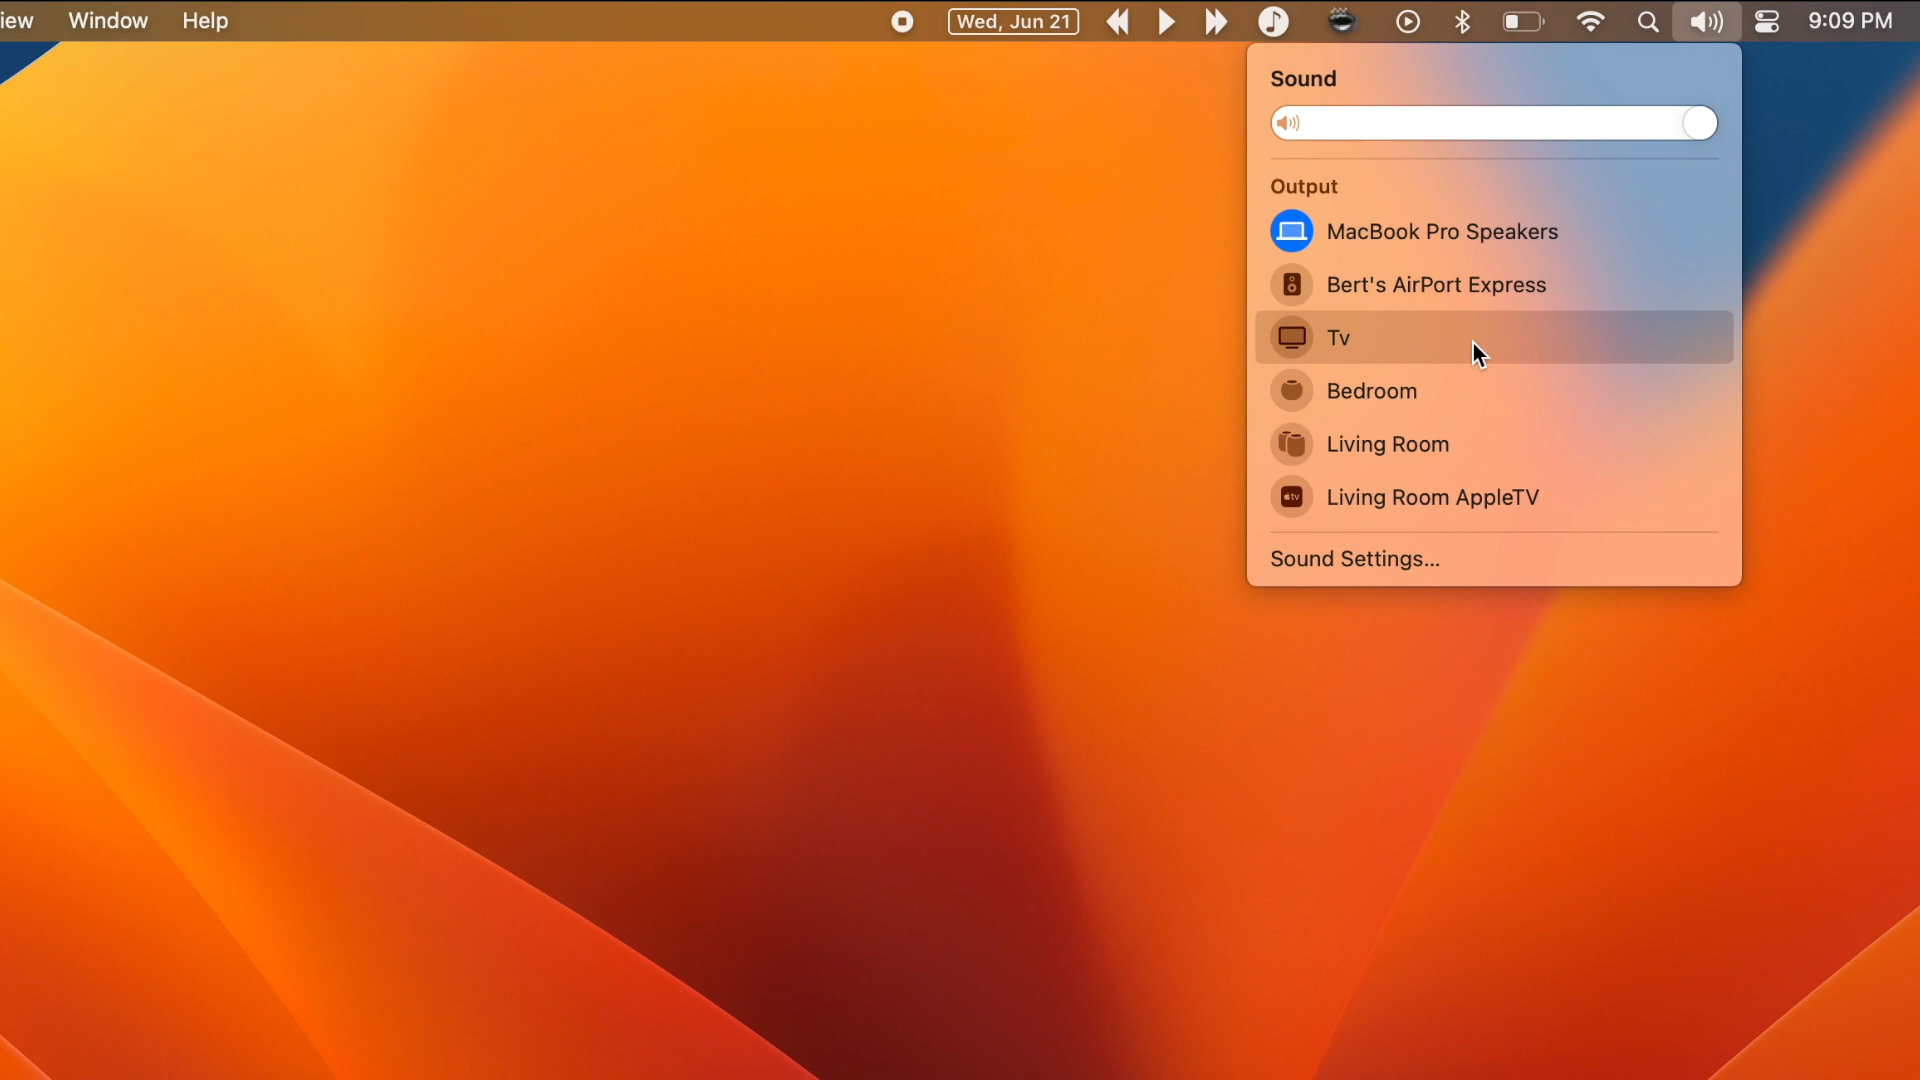 iew Window Help Wed, Jun 21 9:09 PM
Sound
Output
MacBook Pro Speakers
Bert's AirPort Express
Tv
Bedroom
Living Room
tv Living Room AppleTV
Sound Settings...